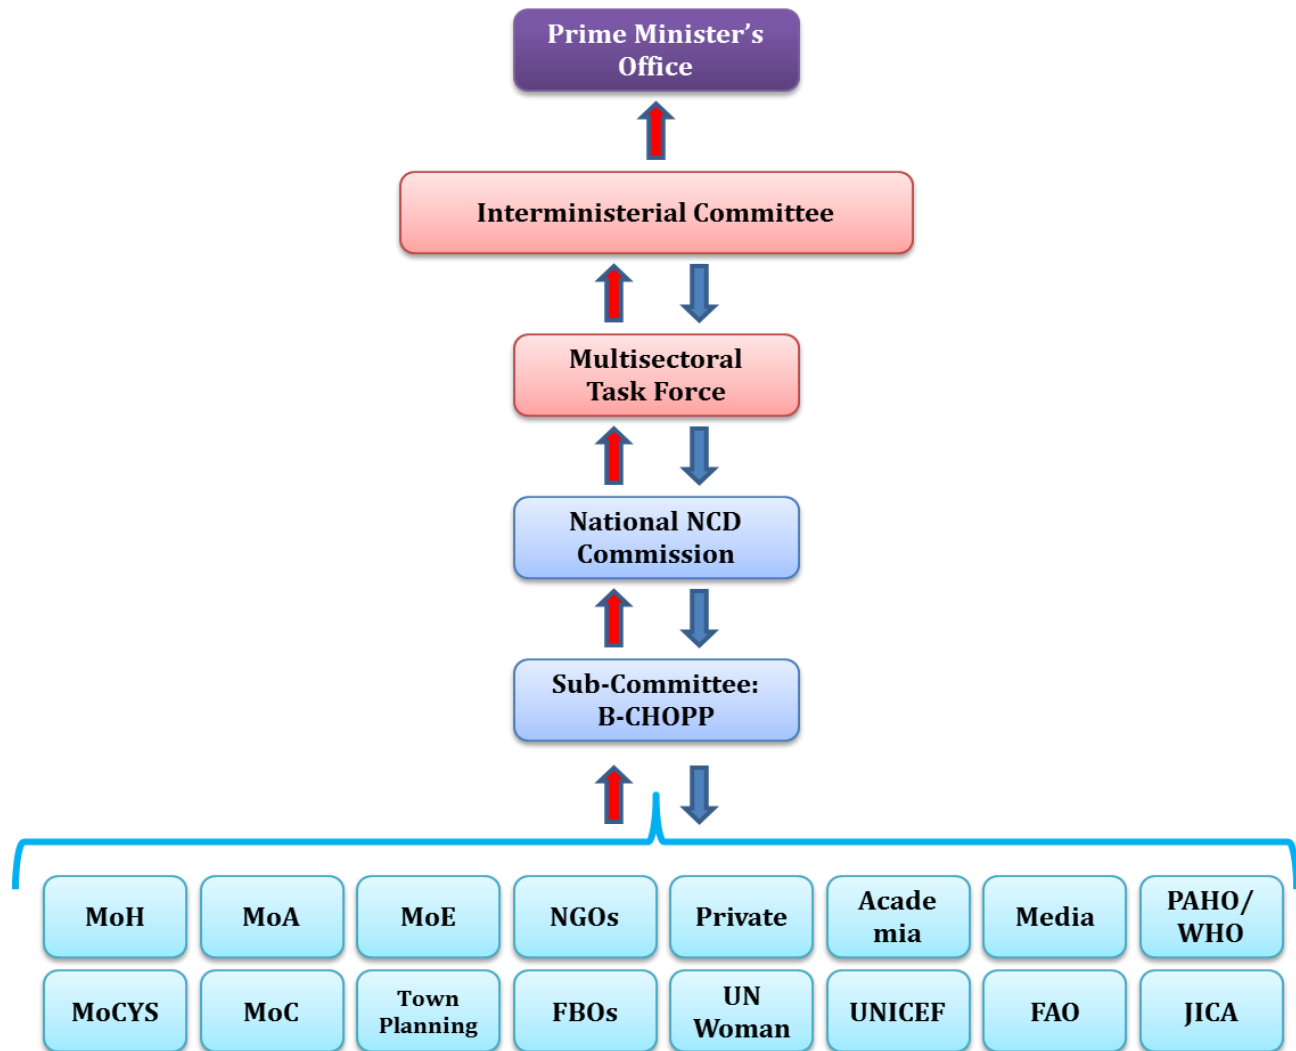 Prime Minister’s
Office
Interministerial Committee
Multisectoral
Task Force
National NCD
Commission
Sub-Committee:
B-CHOPP
MoH
MoA
MoE
NGOs
Private
Acade
mia
Media
PAHO/
WHO
MoCYS
MoC
Town
Planning
FBOs
UN
Woman
UNICEF
FAO
JICA